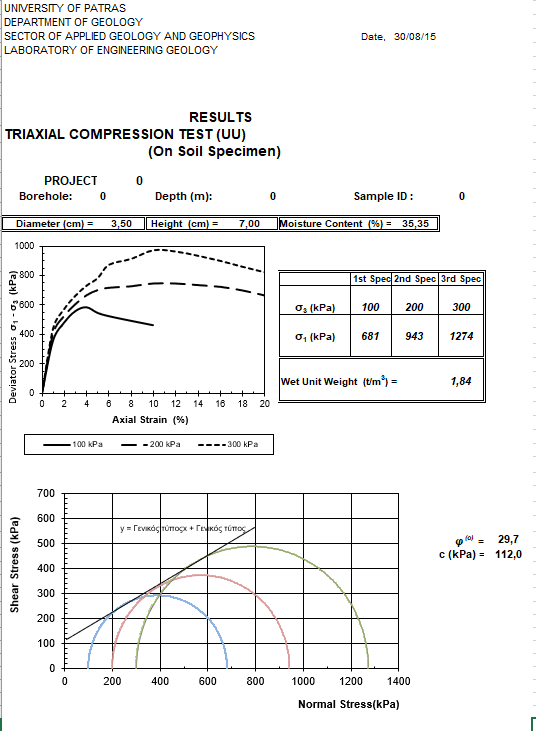 UNIVERSITY OF PATRAS
DEPARTMENT OF GEOLOGY
SECTOR OF APPLIED GEOLOGY AND GEOPHYSICS
Date, 30/08/15
LABORATORY OF ENGINEERING GEOLOGY
RESULTS
TRIAXIAL COMPRESSION TEST (UU)
(On Soil Specimen)
PROJECT 0
Borehole: 0 Depth (m): 0 Sample ID : 0
Diameter (cm) = 3,50 Height (cm) = 7,00 Moisture Content (%) = 35,35
Deviator Stress σ1 - σ3 (kPa)
1000
800
600
400
200
0
0 2 4 6 8 10 12 14 16 18 20
Axial Strain (%)
100 kPa 200 kPa 300 kPa
1st Spec 2nd Spec 3rd Spec
σ3 (kPa) 100 200 300
σ1 (kPa) 681 943 1274
Wet Unit Weight (t/m³) = 1,84
Shear Stress (kPa)
700
600
500
400
300
200
100
0
y = Γενικός τύποςx + Γενικός τύπος
0 200 400 600 800 1000 1200 1400
Normal Stress(kPa)
φ (o) = 29,7
c (kPa) = 112,0